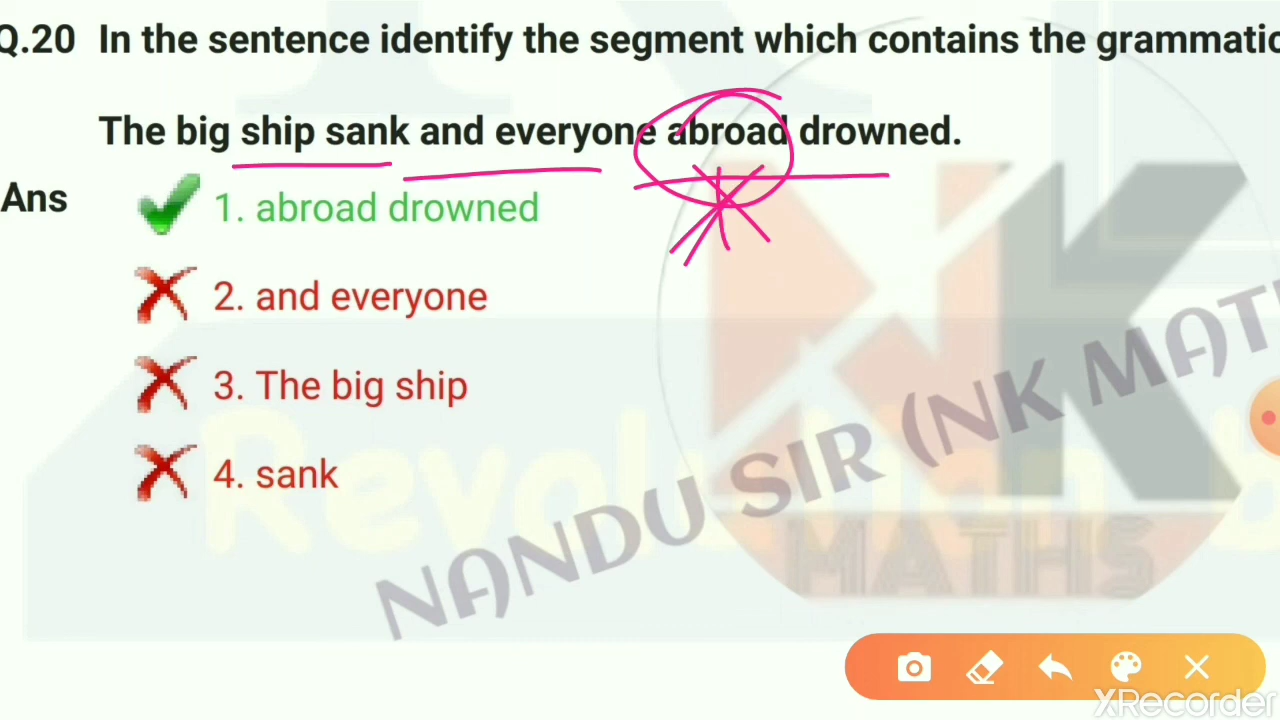 Q.20 In the sentence identify the segment which contains the grammatic
The big ship sank and everyone abroad drowned.
Ans
1. abroad drowned
2. and everyone
3. The big ship
4. sank
NANDU SIR (NK MAT
NK
MATHS
XRecorder